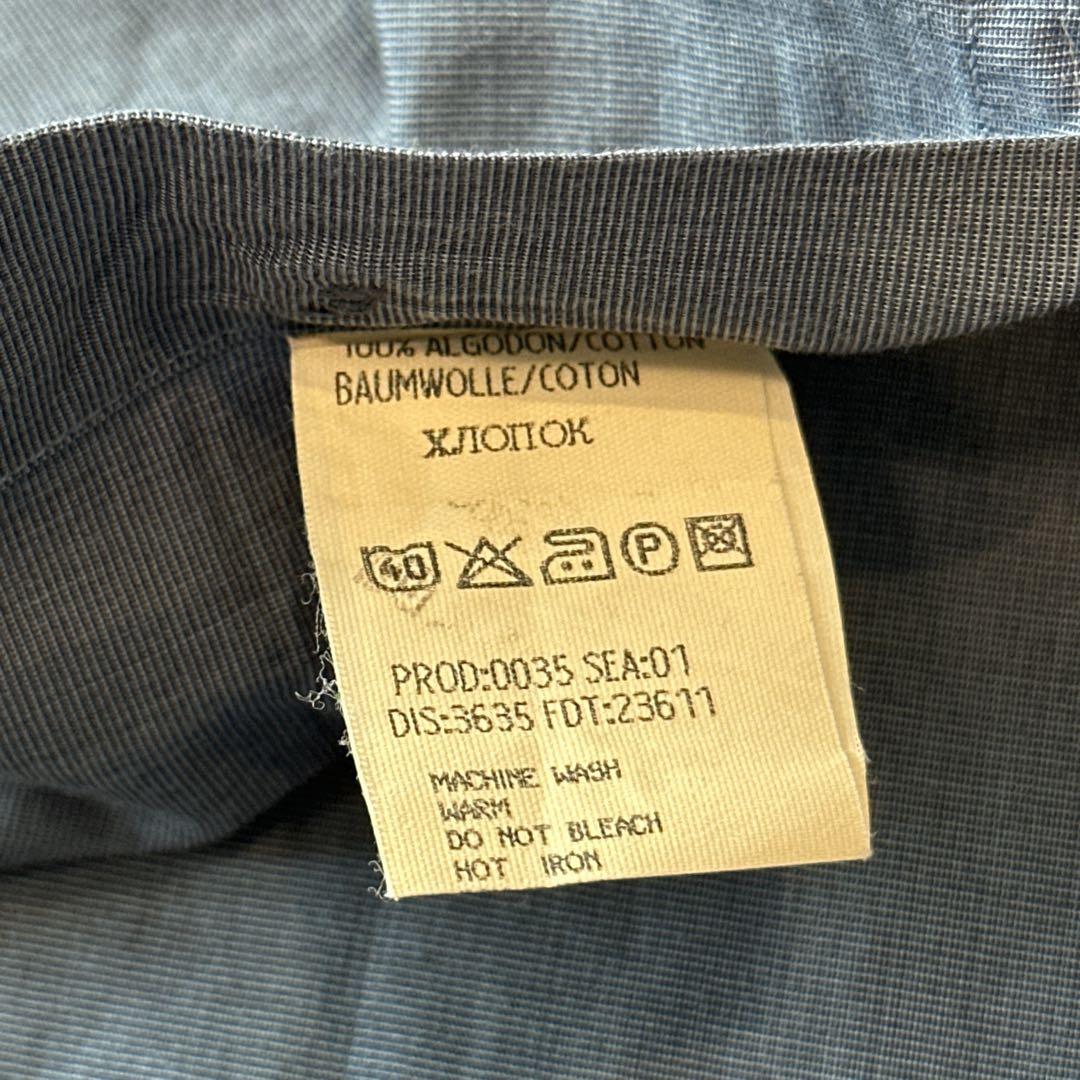 100% ALGODON/COTTON
BAUMWOLLE/COTON
ХЛОПОК
40 P
PROD:0035 SEA:01
DIS:3635 FDT:23611
MACHINE WASH
WARM
DO NOT BLEACH
HOT IRON